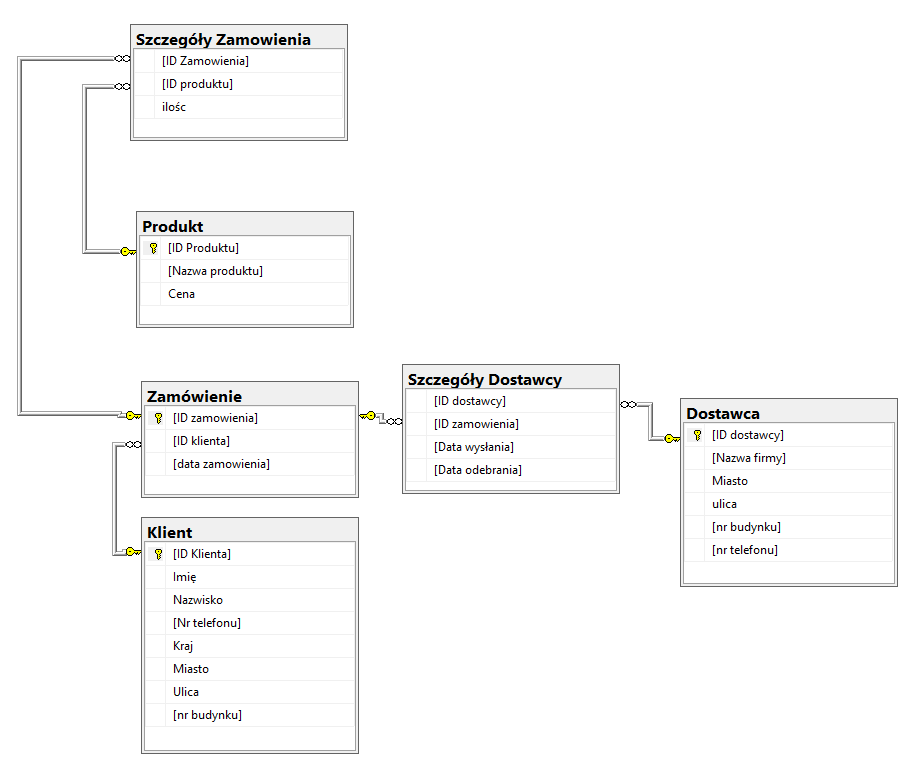 Szczegóły Zamowienia
[ID Zamowienia]
[ID produktu]
ilośc
Produkt
[ID Produktu]
[Nazwa produktu]
Cena
Zamówienie
[ID zamowienia]
[ID klienta]
[data zamowienia]
Szczegóły Dostawcy
[ID dostawcy]
[ID zamowienia]
[Data wysłania]
[Data odebrania]
Dostawca
[ID dostawcy]
[Nazwa firmy]
Miasto
ulica
[nr budynku]
[nr telefonu]
Klient
[ID Klienta]
Imię
Nazwisko
[Nr telefonu]
Kraj
Miasto
Ulica
[nr budynku]